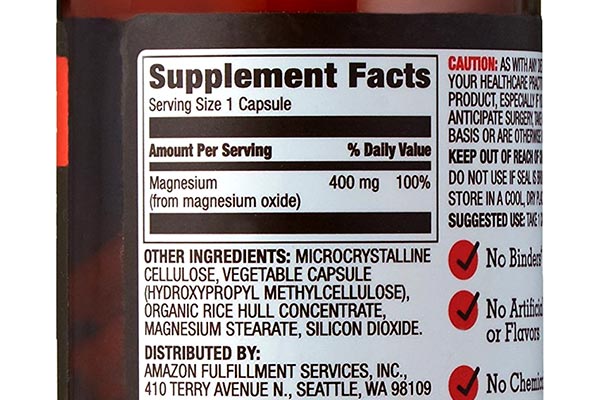 Supplement Facts
Serving Size 1 Capsule
Amount Per Serving % Daily Value
Magnesium 400 mg 100%
(from magnesium oxide)
OTHER INGREDIENTS: MICROCRYSTALLINE
CELLULOSE, VEGETABLE CAPSULE
(HYDROXYPROPYL METHYLCELLULOSE),
ORGANIC RICE HULL CONCENTRATE,
MAGNESIUM STEARATE, SILICON DIOXIDE.
DISTRIBUTED BY:
AMAZON FULFILLMENT SERVICES, INC.,
410 TERRY AVENUE N., SEATTLE, WA 98109
CAUTION: AS WITH ANY
YOUR HEALTHCARE
PRODUCT, ESPECIALLY IF
ANTICIPATE SURGERY,
BASIS OR ARE
KEEP OUT OF REACH OF
DO NOT USE IF SEAL IS
STORE IN A COOL, DRY
SUGGESTED USE: TAKE 1
No Binders
No
or Flavors
No